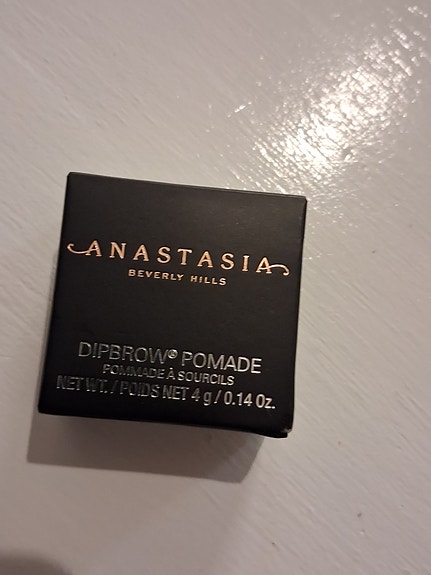 ANASTASIA
BEVERLY HILLS
DIPBROW® POMADE
POMMADE À SOURCILS
NET WT. / POIDS NET 4 g / 0.14 Oz.